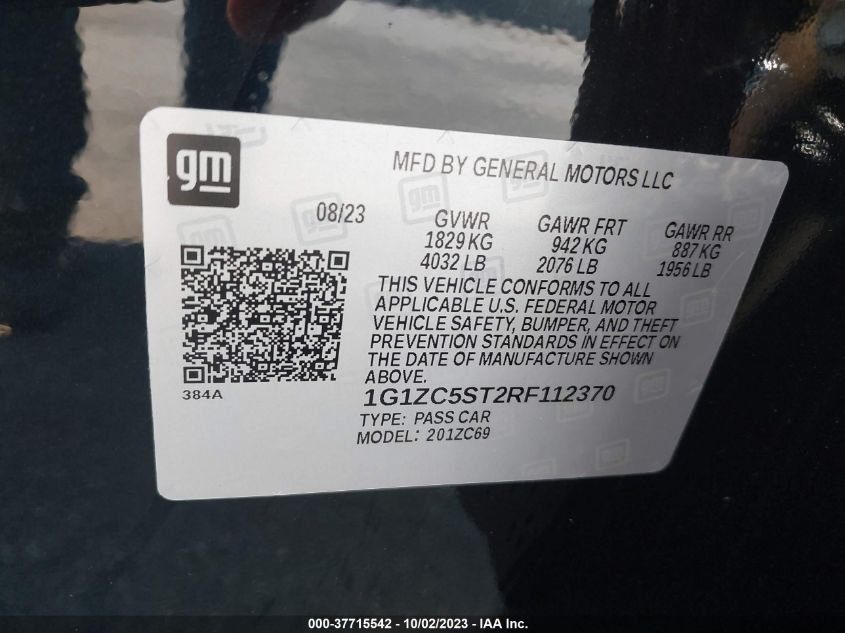 gm
MFD BY GENERAL MOTORS LLC
08/23
GVWR GAWR FRT GAWR RR
1829 KG 942 KG 887 KG
4032 LB 2076 LB 1956 LB
THIS VEHICLE CONFORMS TO ALL
APPLICABLE U.S. FEDERAL MOTOR
VEHICLE SAFETY, BUMPER, AND THEFT
PREVENTION STANDARDS IN EFFECT ON
THE DATE OF MANUFACTURE SHOWN
ABOVE.
384A
1G1ZC5ST2RF112370
TYPE: PASS CAR
MODEL: 201ZC69
000-37715542 - 10/02/2023 - IAA Inc.